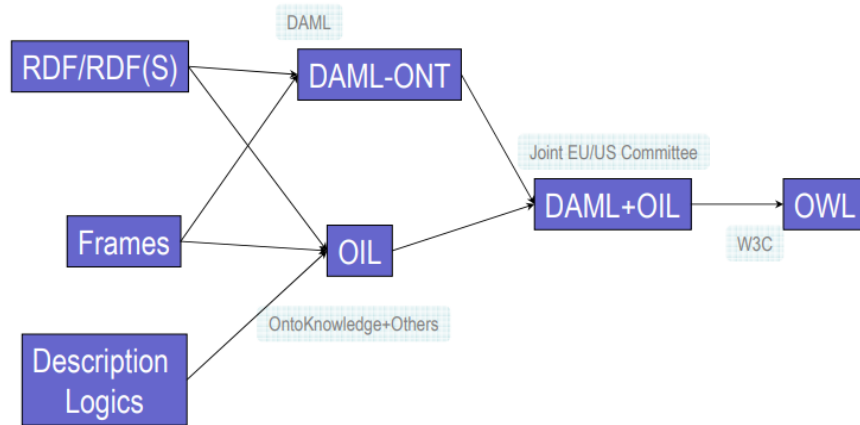 DAML
RDF/RDF(S)
DAML-ONT
Joint EU/US Committee
DAML+OIL
OWL
Frames
OIL
W3C
OntoKnowledge+Others
Description
Logics